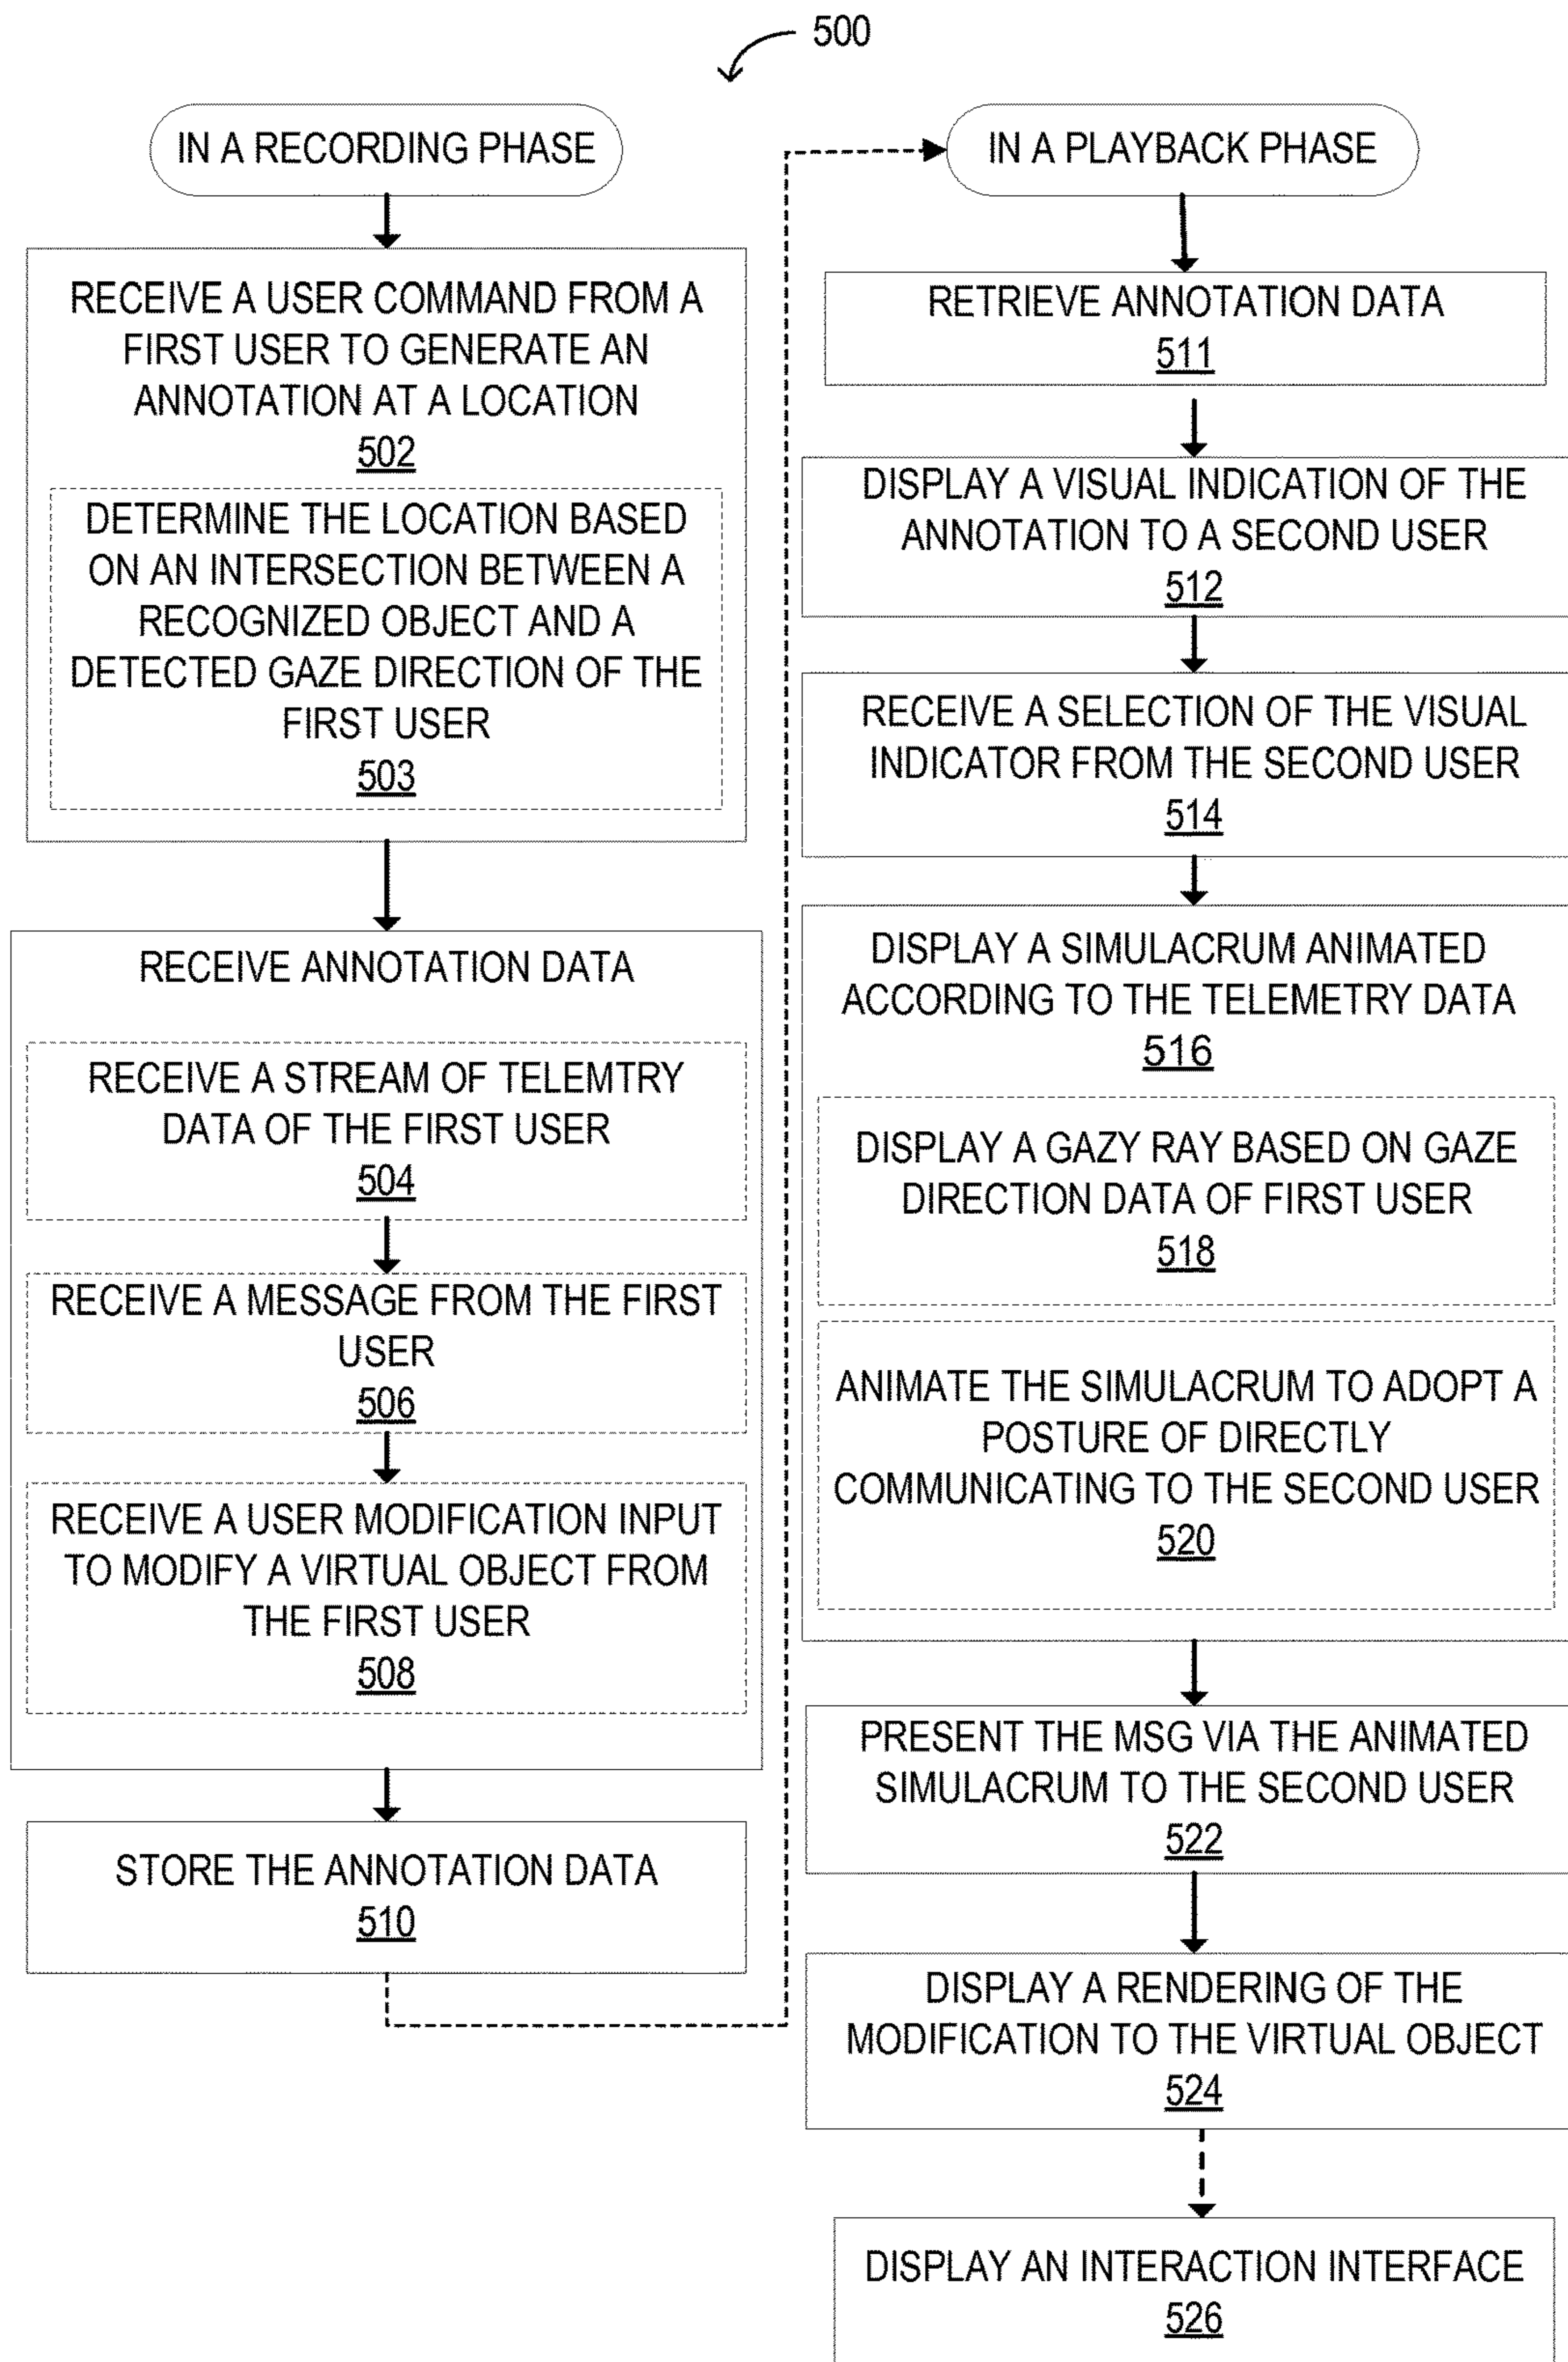 500
IN A RECORDING PHASE
RECEIVE A USER COMMAND FROM A
FIRST USER TO GENERATE AN
ANNOTATION AT A LOCATION
502
DETERMINE THE LOCATION BASED
ON AN INTERSECTION BETWEEN A
RECOGNIZED OBJECT AND A
DETECTED GAZE DIRECTION OF THE
FIRST USER
503
RECEIVE ANNOTATION DATA
RECEIVE A STREAM OF TELEMTRY
DATA OF THE FIRST USER
504
RECEIVE A MESSAGE FROM THE FIRST
USER
506
RECEIVE A USER MODIFICATION INPUT
TO MODIFY A VIRTUAL OBJECT FROM
THE FIRST USER
508
STORE THE ANNOTATION DATA
510
IN A PLAYBACK PHASE
RETRIEVE ANNOTATION DATA
511
DISPLAY A VISUAL INDICATION OF THE
ANNOTATION TO A SECOND USER
512
RECEIVE A SELECTION OF THE VISUAL
INDICATOR FROM THE SECOND USER
514
DISPLAY A SIMULACRUM ANIMATED
ACCORDING TO THE TELEMETRY DATA
516
DISPLAY A GAZY RAY BASED ON GAZE
DIRECTION DATA OF FIRST USER
518
ANIMATE THE SIMULACRUM TO ADOPT A
POSTURE OF DIRECTLY
COMMUNICATING TO THE SECOND USER
520
PRESENT THE MSG VIA THE ANIMATED
SIMULACRUM TO THE SECOND USER
522
DISPLAY A RENDERING OF THE
MODIFICATION TO THE VIRTUAL OBJECT
524
DISPLAY AN INTERACTION INTERFACE
526